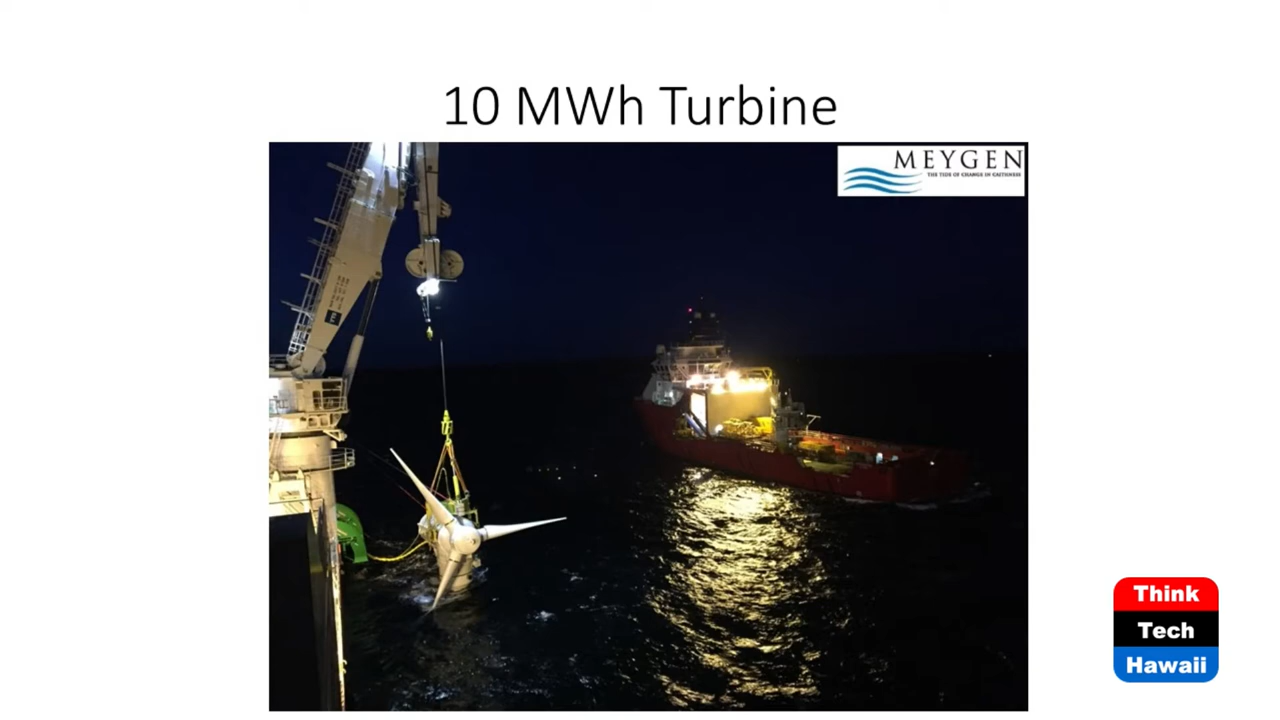 10 MWh Turbine
MEYGEN
THE TIDE OF CHANGE IN CAITHNESS
Think
Tech
Hawaii